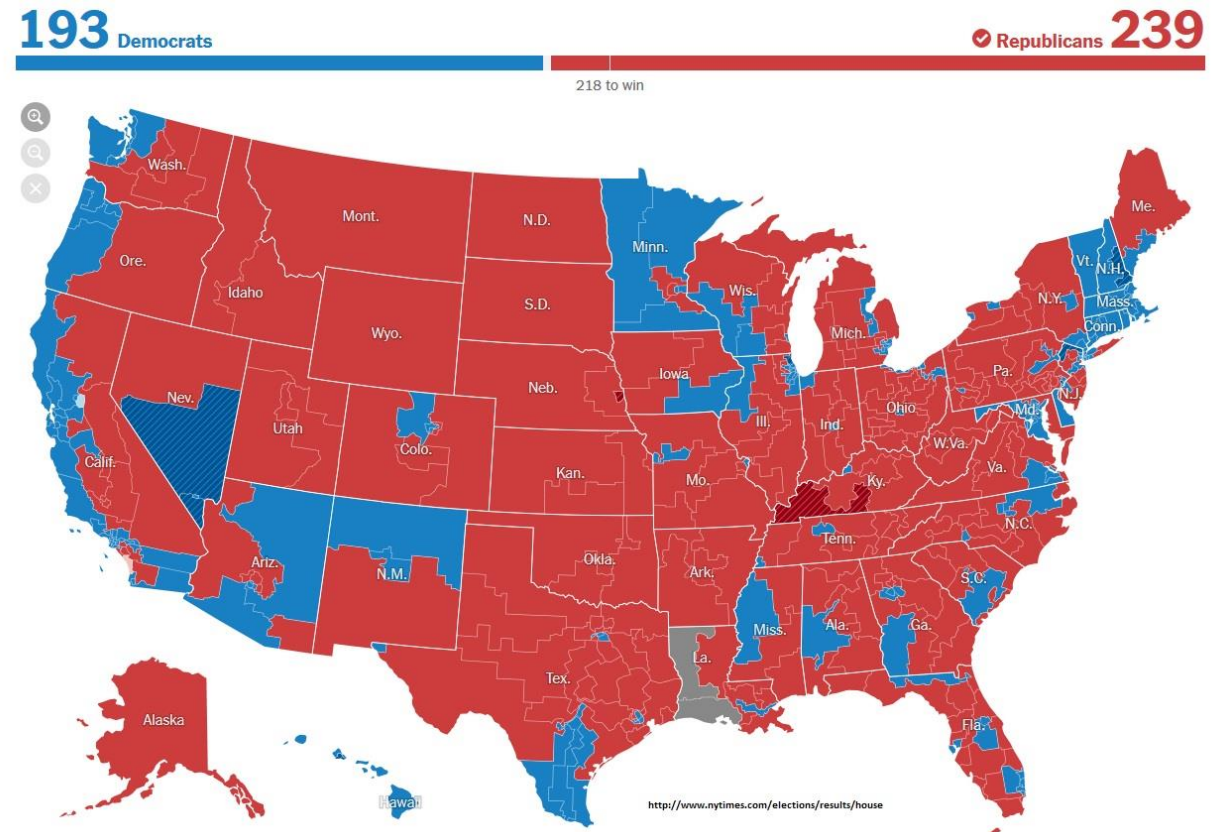 193 Democrats
Republicans 239
218 to win
Wash.
Mont.
N.D.
Me.
Minn.
Ore.
Vt.
N.H.
Idaho
S.D.
Wis.
N.Y.
Mass.
Wyo.
Mich.
Conn.
Iowa
Pa.
Neb.
Nev.
N.J.
Utah
Colo.
Ill.
Ind.
Ohio
Md.
W.Va.
Calif.
Kan.
Mo.
Ky.
Va.
N.C.
Tenn.
Ariz.
N.M.
Okla.
Ark.
S.C.
Miss.
Ala.
Ga.
La.
Tex.
Alaska
Fla.
Hawaii
http://www.nytimes.com/elections/results/house